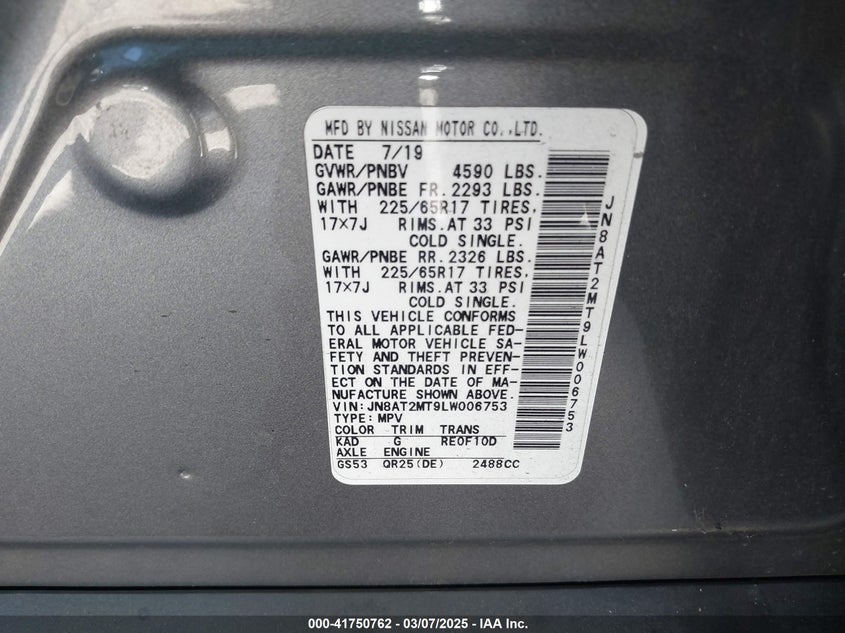 MFD BY NISSAN MOTOR CO.,LTD.
DATE 7/19
GVWR/PNBV 4590 LBS.
GAWR/PNBE FR.2293 LBS.
WITH 225/65R17 TIRES,
17×7J RIMS.AT 33 PSI
COLD SINGLE.
GAWR/PNBE RR.2326 LBS.
WITH 225/65R17 TIRES,
17×7J RIMS.AT 33 PSI
COLD SINGLE.
THIS VEHICLE CONFORMS
TO ALL APPLICABLE FED-
ERAL MOTOR VEHICLE SA-
FETY AND THEFT PREVEN-
TION STANDARDS IN EFF-
ECT ON THE DATE OF MA-
NUFACTURE SHOWN ABOVE.
VIN:JN8AT2MT9LW006753
TYPE:MPV
COLOR TRIM TRANS
KAD G RE0F10D
AXLE ENGINE
GS53 QR25(DE) 2488CC
JN8AT2MT9LW006753
000-41750762 — 03/07/2025 — IAA Inc.